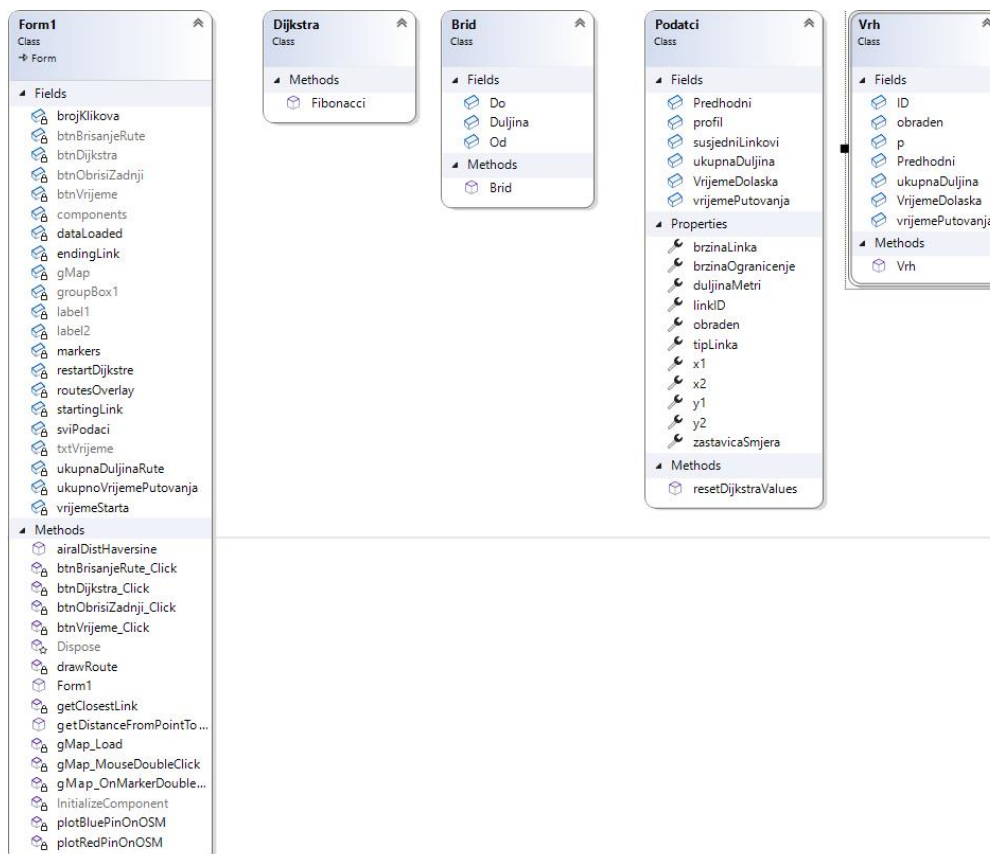 Form1
Class
Form
Fields
brojKlikova
btnBrisanjeRute
btnDijkstra
btnObrisiZadnji
btnVrijeme
components
dataLoaded
endingLink
gMap
groupBox1
label1
label2
markers
restartDijkstre
routesOverlay
startingLink
sviPodaci
txtVrijeme
ukupnaDuljinaRute
ukupnoVrijemePutovanja
vrijemeStarta
Methods
airalDistHaversine
btnBrisanjeRute_Click
btnDijkstra_Click
btnObrisiZadnji_Click
btnVrijeme_Click
Dispose
drawRoute
Form1
getClosestLink
getDistanceFromPointTo...
gMap_Load
gMap_MouseDoubleClick
gMap_OnMarkerDouble...
InitializeComponent
plotBluePinOnOSM
plotRedPinOnOSM
Dijkstra
Class
Methods
Fibonacci
Brid
Class
Fields
Do
Duljina
Od
Methods
Brid
Podatci
Class
Fields
Predhodni
profil
susjedniLinkovi
ukupnaDuljina
VrijemeDolaska
vrijemePutovanja
Properties
brzinaLinka
brzinaOgranicenje
duljinaMetri
linkID
obraden
tipLinka
x1
x2
y1
y2
zastavicaSmjera
Methods
resetDijkstraValues
Vrh
Class
Fields
ID
obraden
p
Predhodni
ukupnaDuljina
VrijemeDolaska
vrijemePutovanja
Methods
Vrh